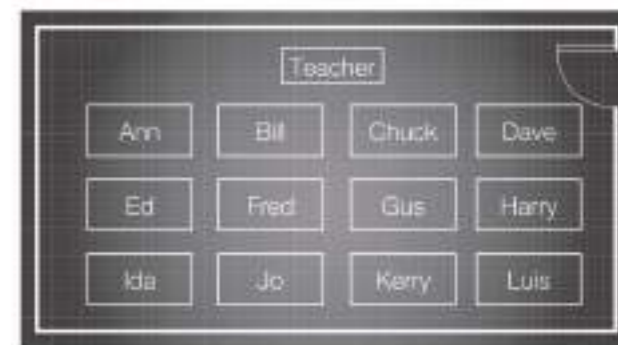 Teacher
Ann Bill Chuck Dave
Ed Fred Gus Harry
Ida Jo Kerry Luis